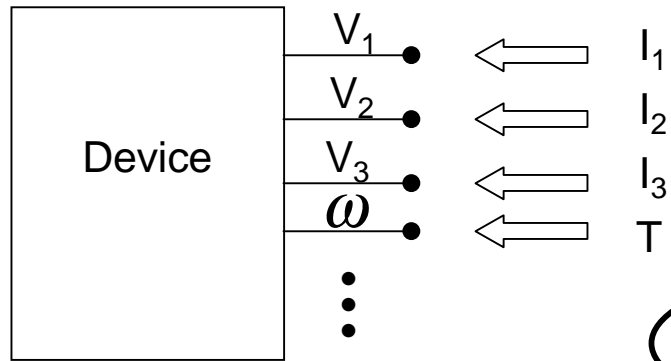 V₁ I₁
V₂ I₂
Device V₃ I₃
ω T